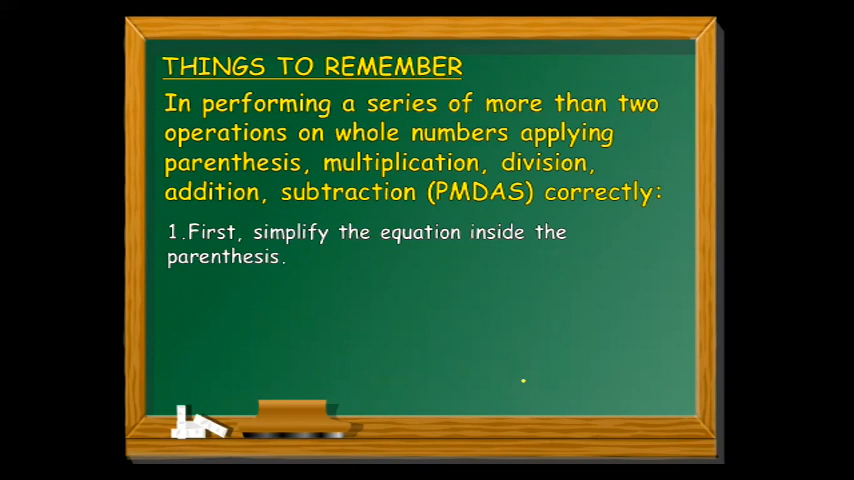 THINGS TO REMEMBER
In performing a series of more than two
operations on whole numbers applying
parenthesis, multiplication, division,
addition, subtraction (PMDAS) correctly:
1.First, simplify the equation inside the
parenthesis.